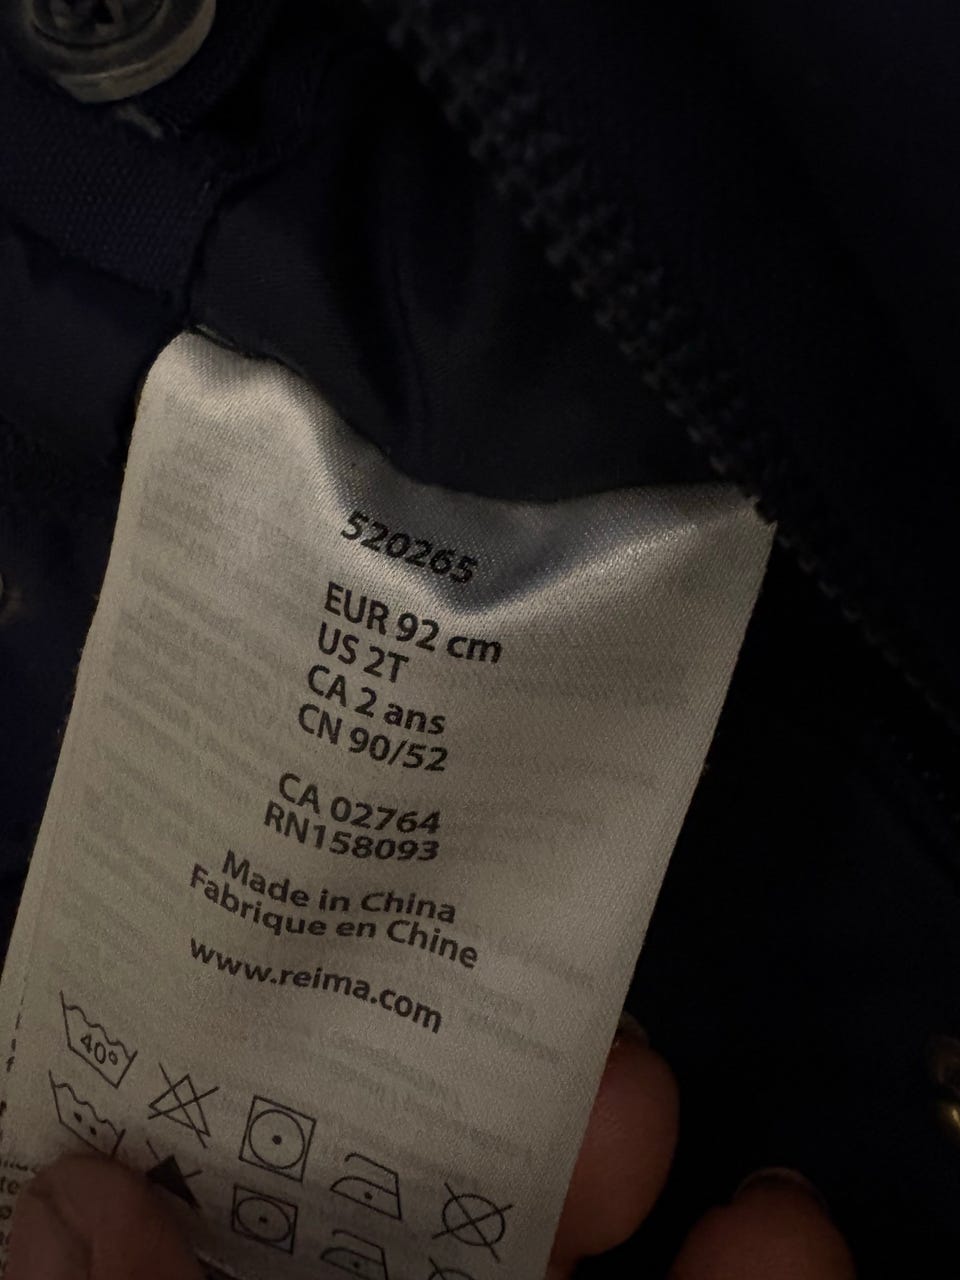 520265
EUR 92 cm
US 2T
CA 2 ans
CN 90/52
CA 02764
RN158093
Made in China
Fabrique en Chine
www.reima.com
40°